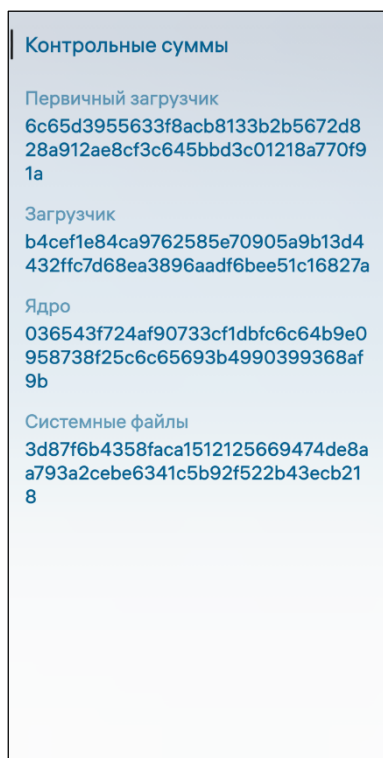 Контрольные суммы
Первичный загрузчик
6c65d3955633f8acb8133b2b5672d8
28a912ae8cf3c645bbd3c01218a770f9
1a
Загрузчик
b4cef1e84ca9762585e70905a9b13d4
432ffc7d68ea3896aadf6bee51c16827a
Ядро
036543f724af90733cf1dbfc6c64b9e0
958738f25c6c65693b4990399368af
9b
Системные файлы
3d87f6b4358faca1512125669474de8a
a793a2cebe6341c5b92f522b43ecb21
8